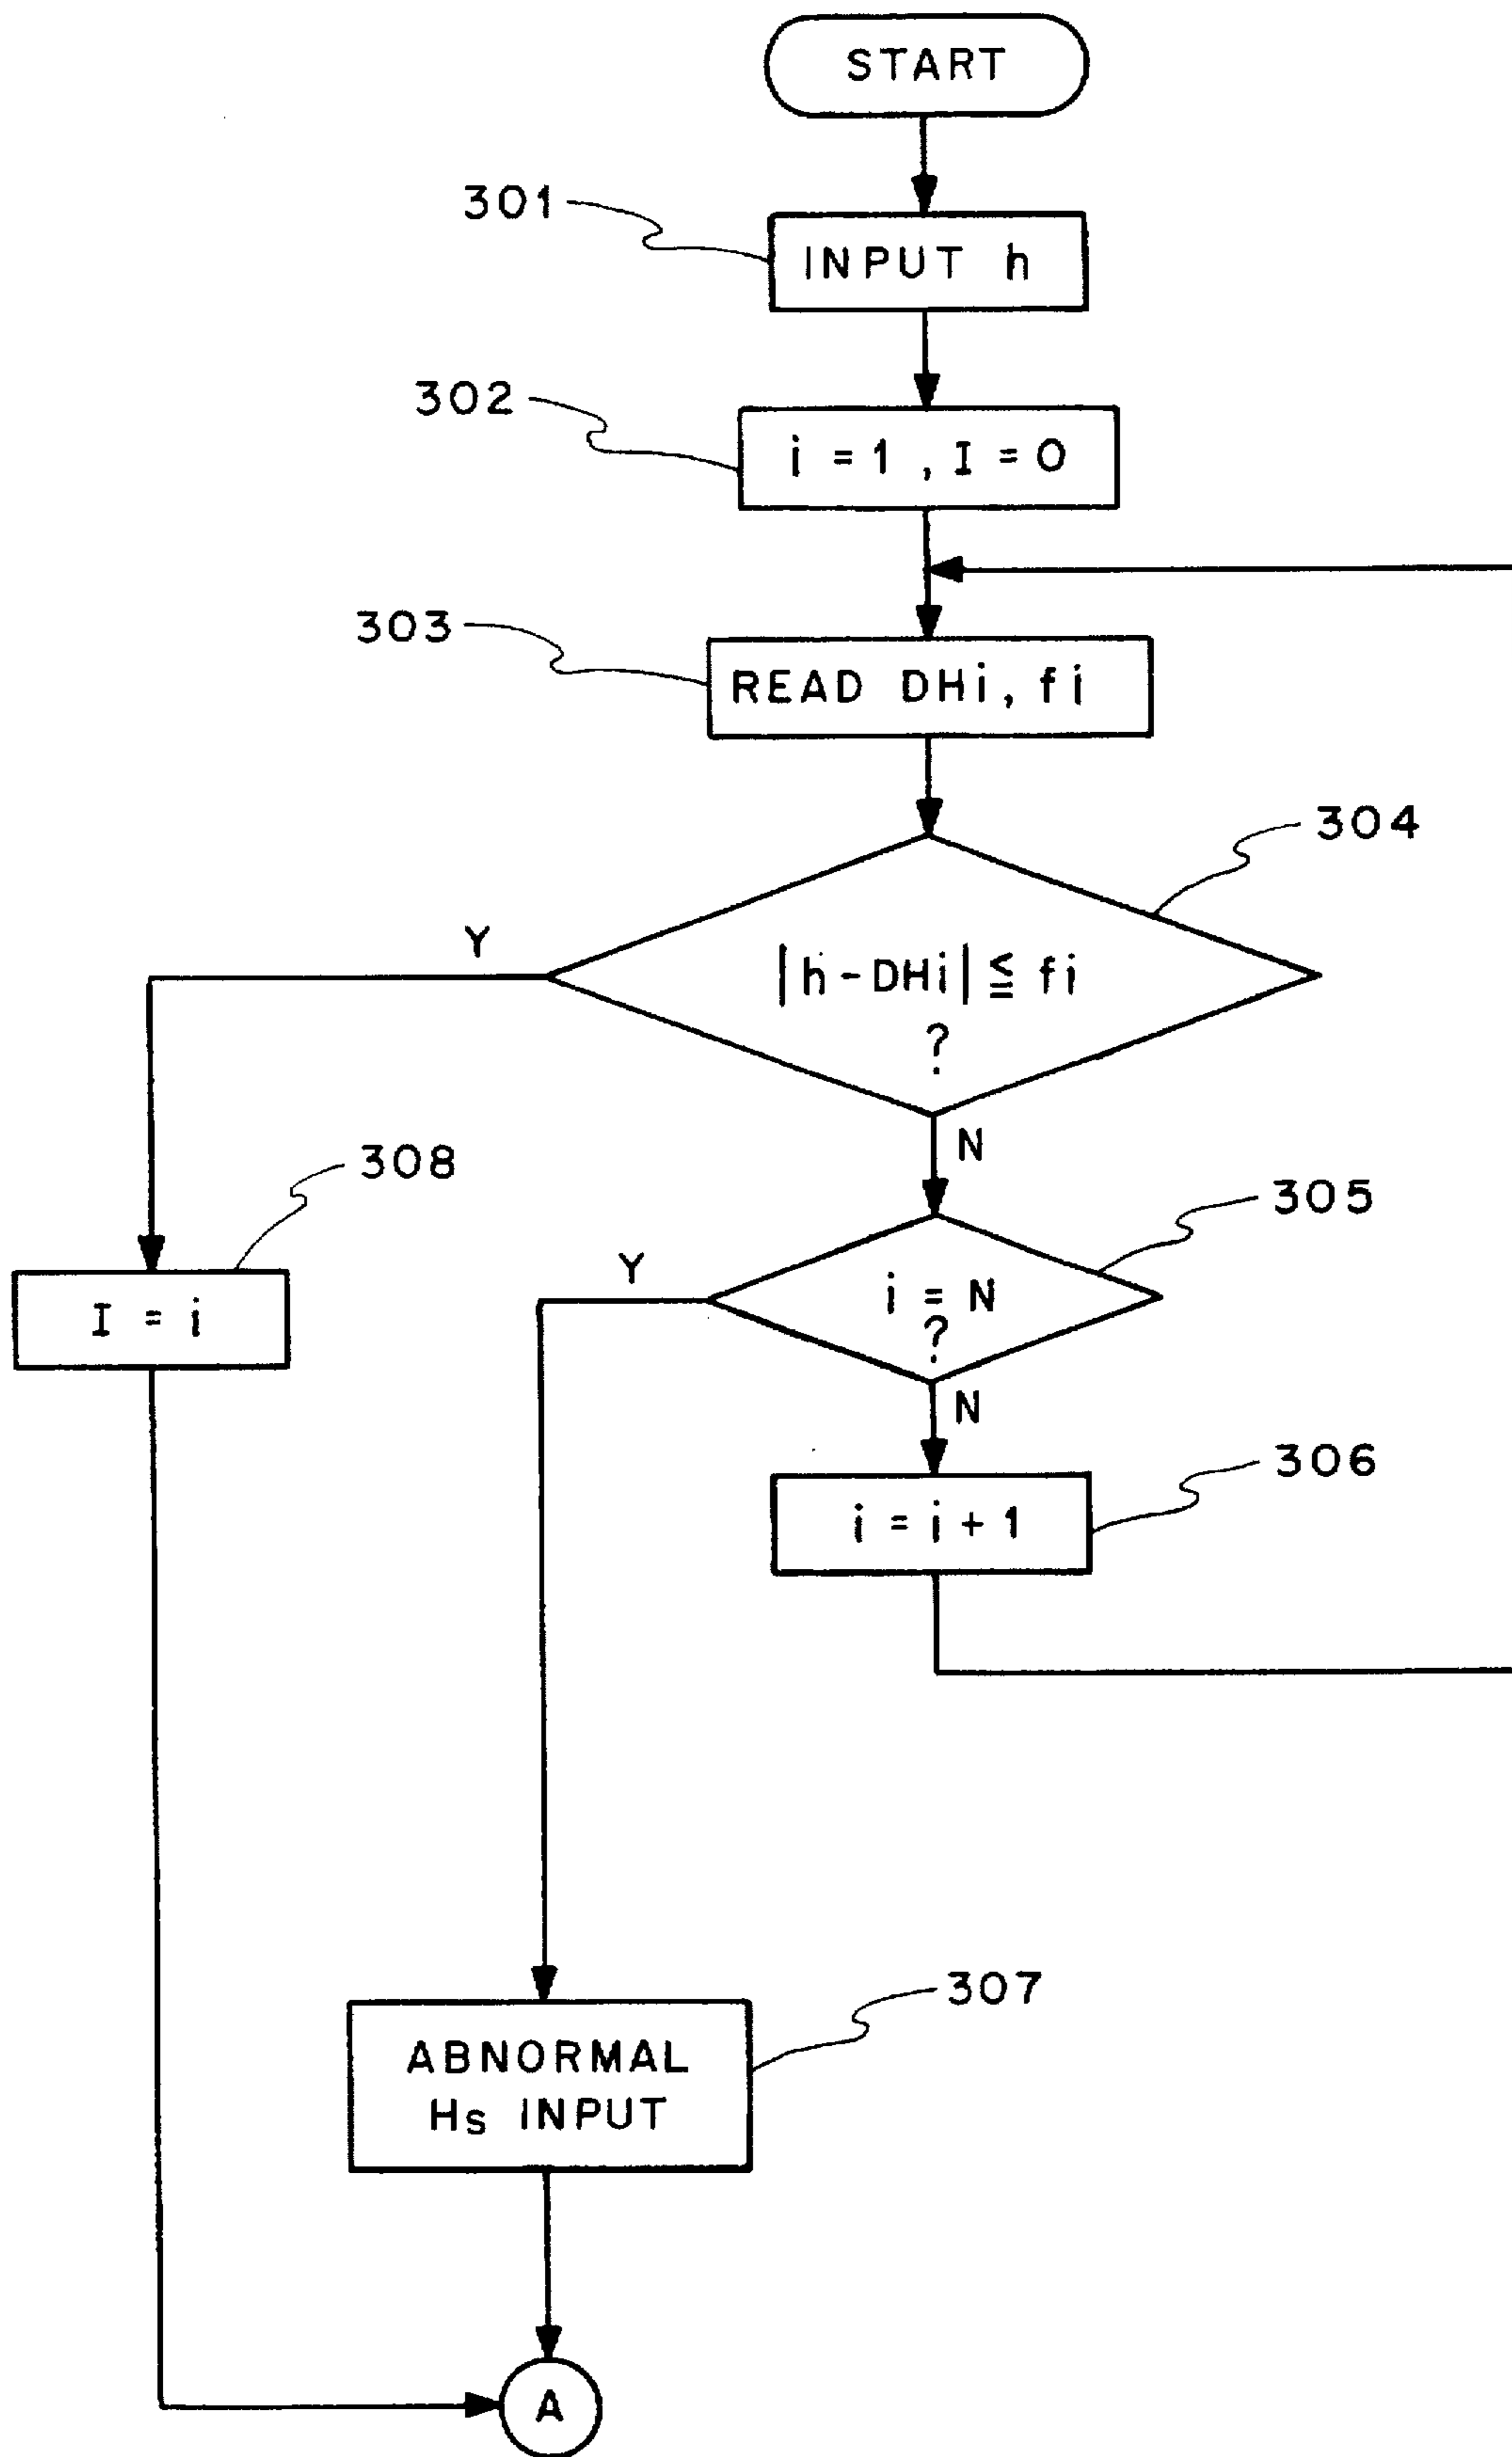 START
301
INPUT h
302
i = 1 , I = 0
303
READ DHi, fi
304
|h - DHi| ≦ fi
?
Y
N
308
I = i
305
i = N
?
Y
N
306
i = i + 1
307
ABNORMAL
Hs INPUT
A